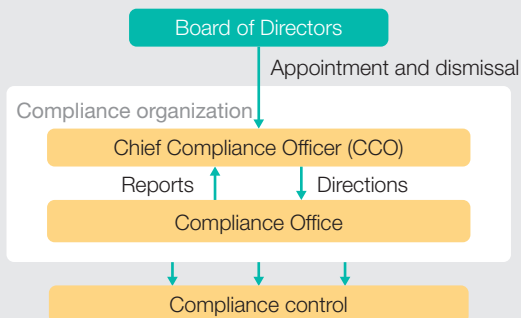 Board of Directors
Appointment and dismissal
Compliance organization
Chief Compliance Officer (CCO)
Reports
Directions
Compliance Office
Compliance control